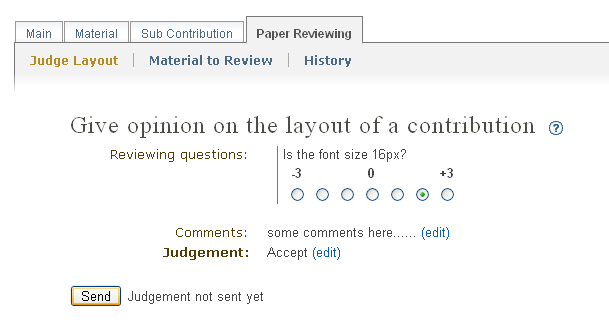 Main Material Sub Contribution Paper Reviewing
Judge Layout Material to Review History
Give opinion on the layout of a contribution ?
Reviewing questions: Is the font size 16px?
-3 0 +3
Comments: some comments here...... (edit)
Judgement: Accept (edit)
Send Judgement not sent yet